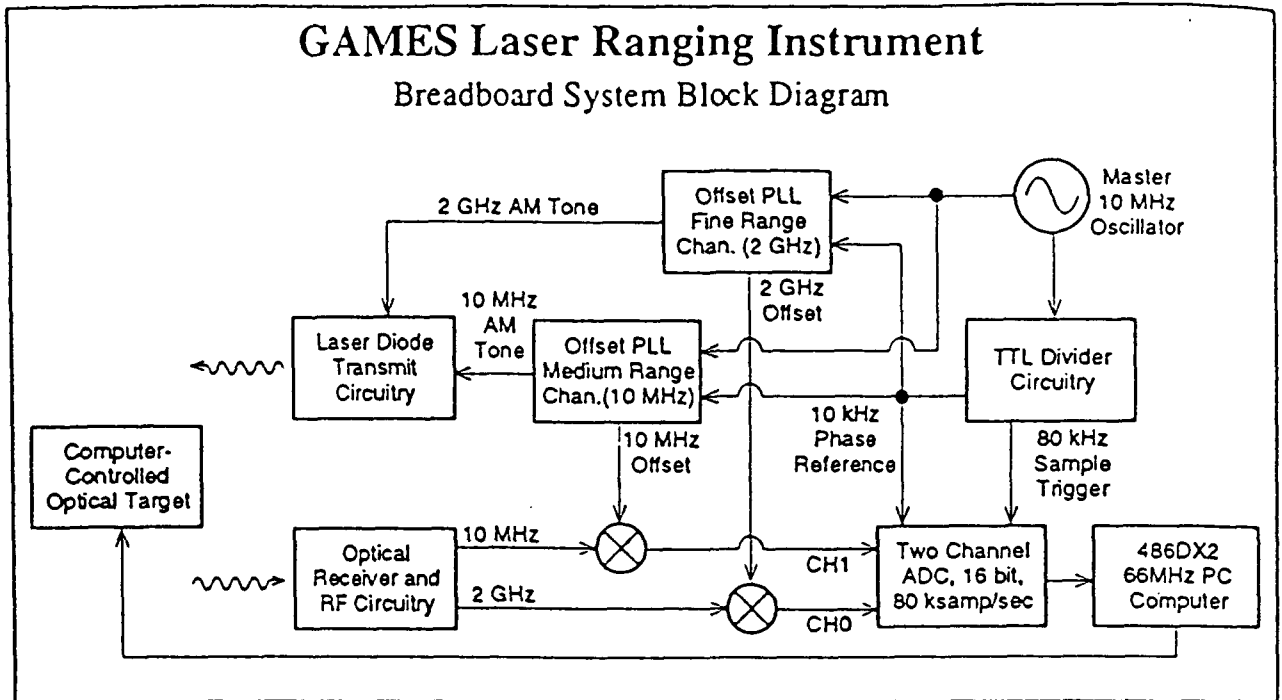 GAMES Laser Ranging Instrument
Breadboard System Block Diagram
Master
10 MHz
Oscillator
Offset PLL
Fine Range
Chan. (2 GHz)
2 GHz AM Tone
2 GHz
Offset
10 MHz
AM
Tone
Laser Diode
Transmit
Circuitry
Offset PLL
Medium Range
Chan.(10 MHz)
TTL Divider
Circuitry
10 kHz
Phase
Reference
80 kHz
Sample
Trigger
10 MHz
Offset
Computer-
Controlled
Optical Target
Optical
Receiver and
RF Circuitry
10 MHz
2 GHz
CH1
CH0
Two Channel
ADC, 16 bit,
80 ksamp/sec
486DX2
66MHz PC
Computer